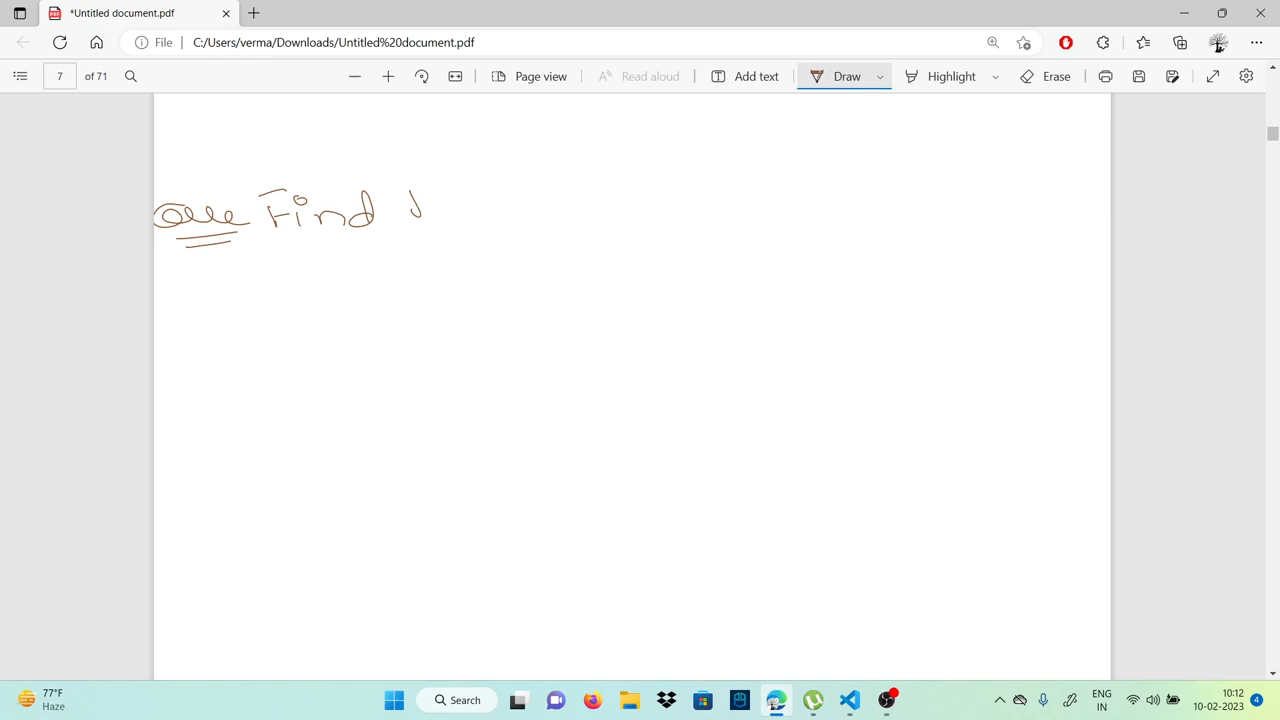 *Untitled document.pdf
File C:/Users/verma/Downloads/Untitled%20document.pdf
7 of 71 Page view Read aloud Add text Draw Highlight Erase
Que Find
77°F
Haze
Search
ENG
IN
10:12
10-02-2023
4